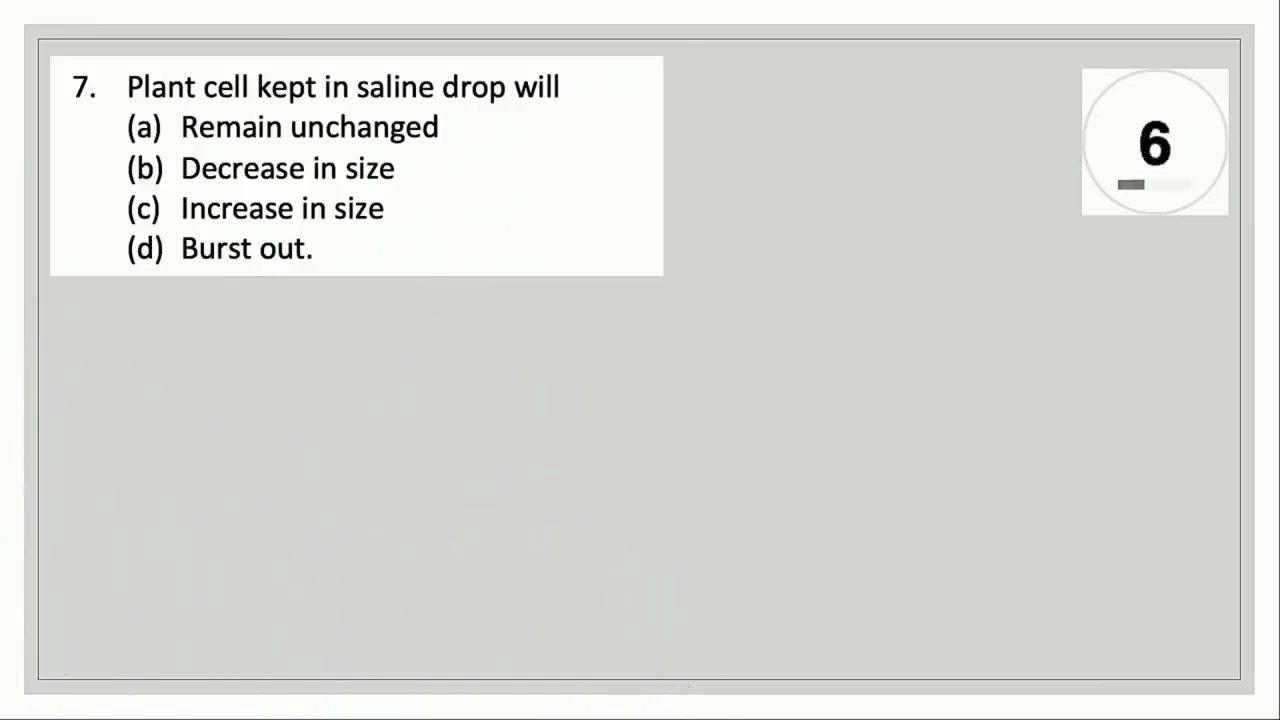 7. Plant cell kept in saline drop will
(a) Remain unchanged
(b) Decrease in size
(c) Increase in size
(d) Burst out.
6